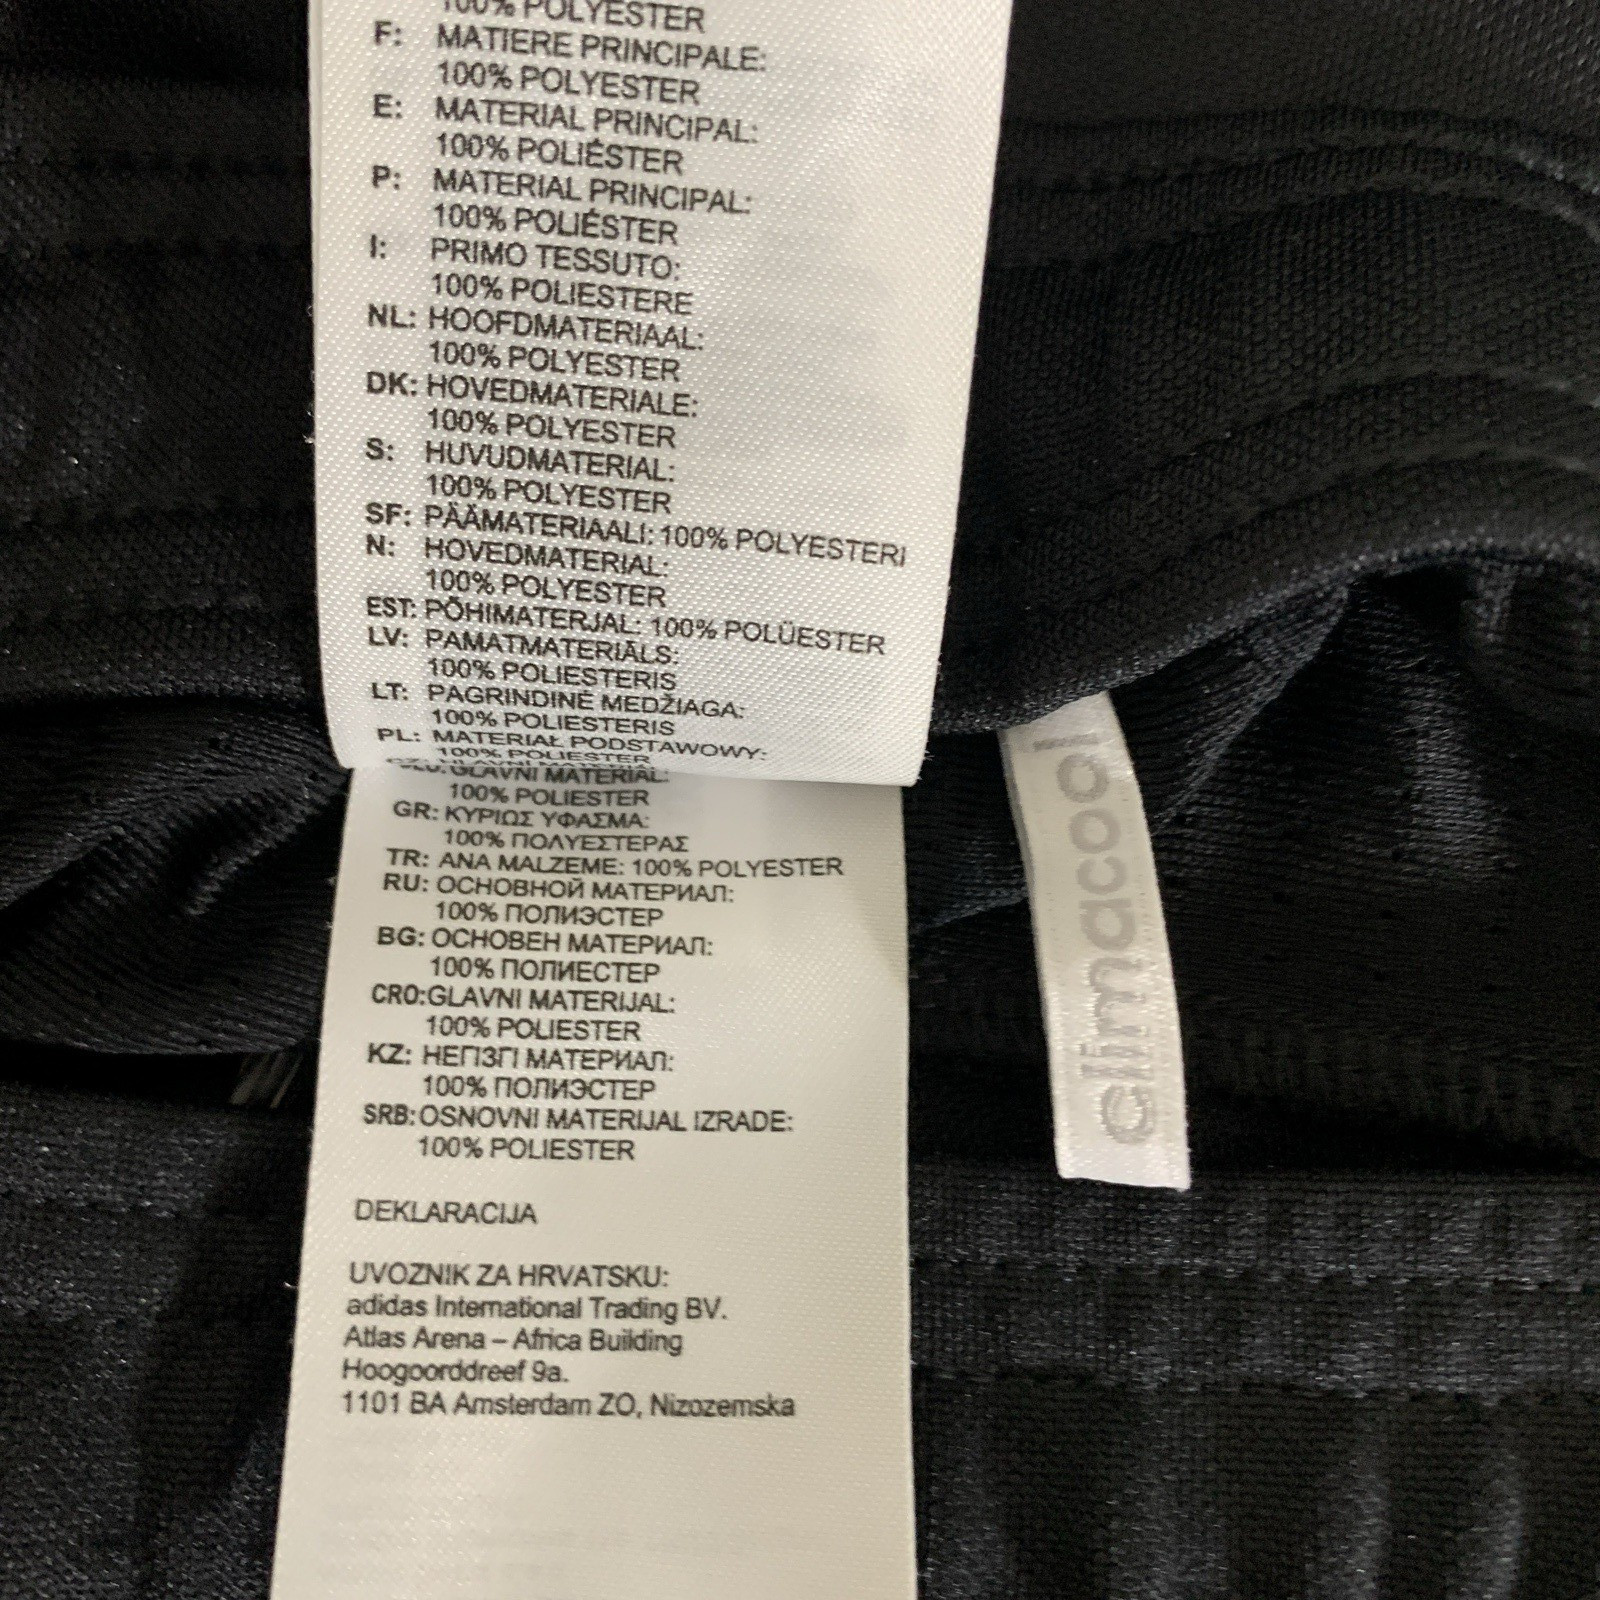 100% POLYESTER
F: MATIERE PRINCIPALE:
100% POLYESTER
E: MATERIAL PRINCIPAL:
100% POLIÉSTER
P: MATERIAL PRINCIPAL:
100% POLIÉSTER
I: PRIMO TESSUTO:
100% POLIESTERE
NL: HOOFDMATERIAAL:
100% POLYESTER
DK: HOVEDMATERIALE:
100% POLYESTER
S: HUVUDMATERIAL:
100% POLYESTER
SF: PÄÄMATERIAALI: 100% POLYESTERI
N: HOVEDMATERIAL:
100% POLYESTER
EST: PÕHIMATERJAL: 100% POLÜESTER
LV: PAMATMATERIĀLS:
100% POLIESTERIS
LT: PAGRINDINĖ MEDŽIAGA:
100% POLIESTERIS
PL: MATERIAŁ PODSTAWOWY:
100% POLIESTER
GLAVNI MATERIAL:
100% POLIESTER
GR: ΚΥΡΙΩΣ ΥΦΑΣΜΑ:
100% ΠΟΛΥΕΣΤΕΡΑΣ
TR: ANA MALZEME: 100% POLYESTER
RU: ОСНОВНОЙ МАТЕРИАЛ:
100% ПОЛИЭСТЕР
BG: ОСНОВЕН МАТЕРИАЛ:
100% ПОЛИЕСТЕР
CRO: GLAVNI MATERIJAL:
100% POLIESTER
KZ: НЕГІЗГІ МАТЕРИАЛ:
100% ПОЛИЭСТЕР
SRB: OSNOVNI MATERIJAL IZRADE:
100% POLIESTER
DEKLARACIJA
UVOZNIK ZA HRVATSKU:
adidas International Trading BV.
Atlas Arena – Africa Building
Hoogoorddreef 9a.
1101 BA Amsterdam ZO, Nizozemska
climacool